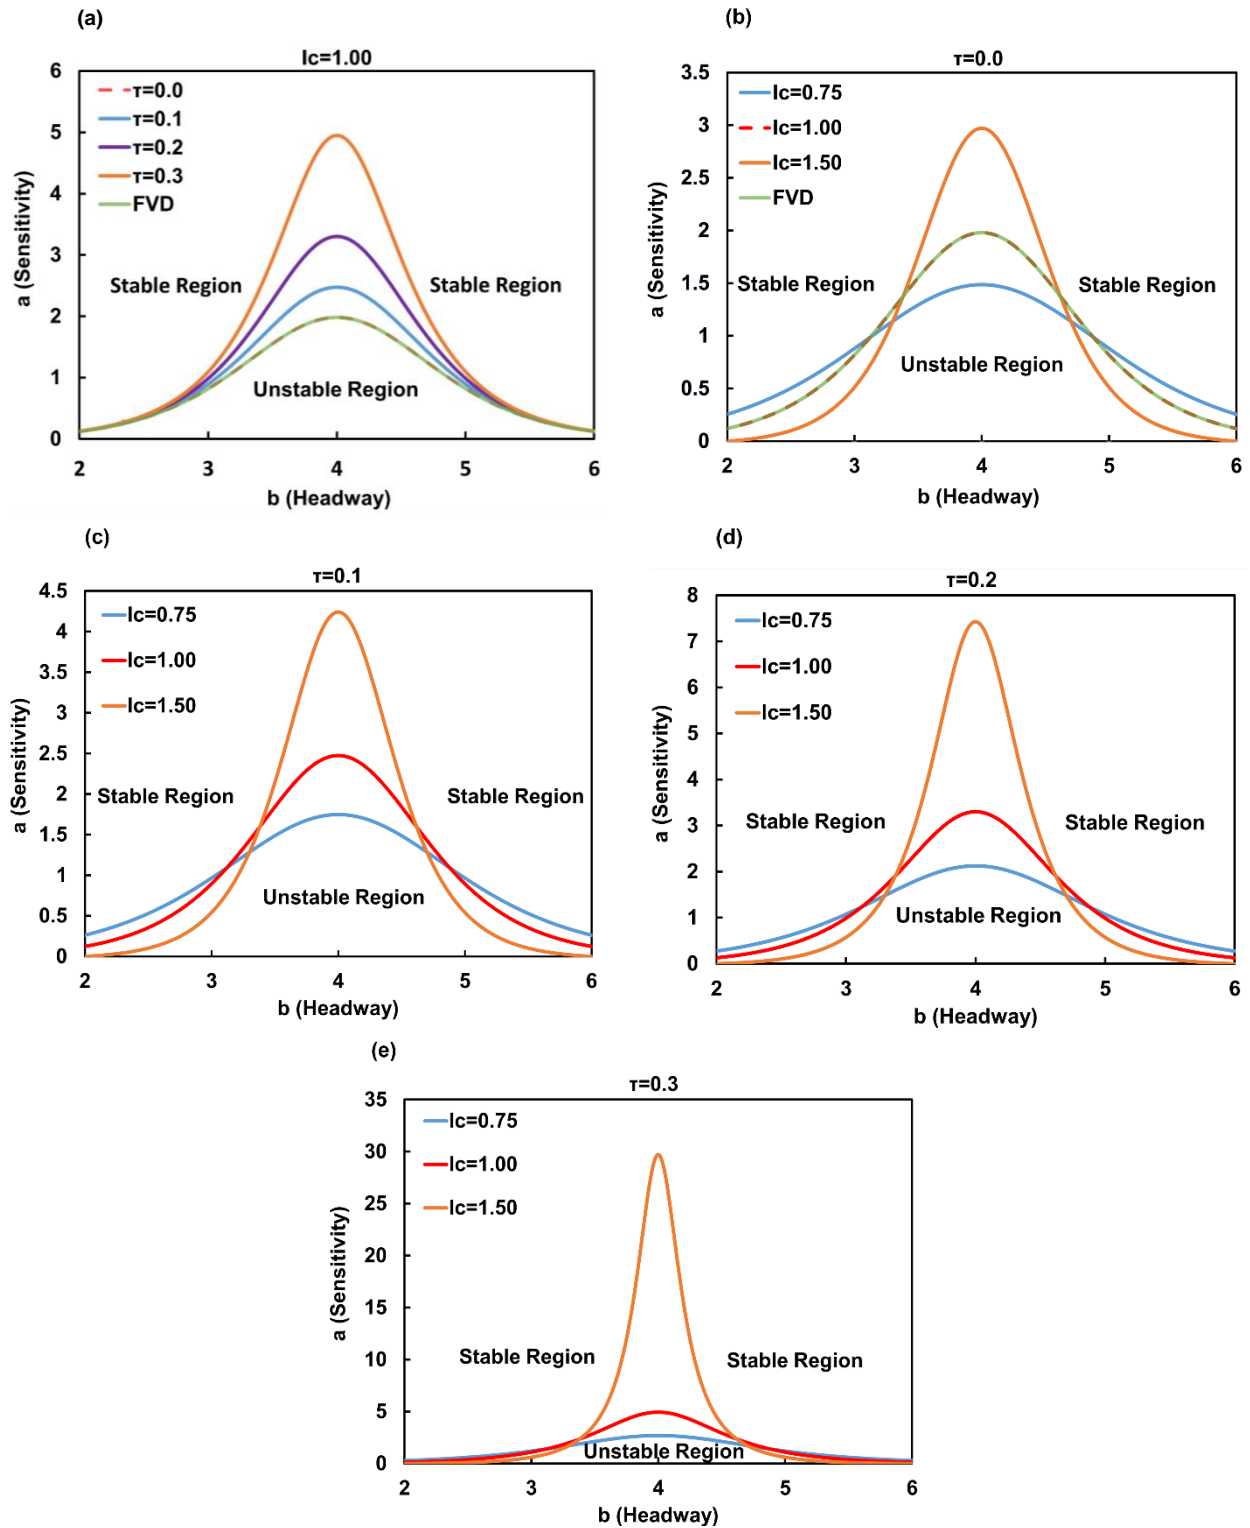 (a)
Ic=1.00
6
5
4
3
2
1
0
a (Sensitivity)
τ=0.0
τ=0.1
τ=0.2
τ=0.3
FVD
Stable Region
Stable Region
Unstable Region
2 3 4 5 6
b (Headway)
(b)
τ=0.0
3.5
3
2.5
2
1.5
1
0.5
0
a (Sensitivity)
Ic=0.75
Ic=1.00
Ic=1.50
FVD
Stable Region
Stable Region
Unstable Region
2 3 4 5 6
b (Headway)
(c)
τ=0.1
4.5
4
3.5
3
2.5
2
1.5
1
0.5
0
a (Sensitivity)
Ic=0.75
Ic=1.00
Ic=1.50
Stable Region
Stable Region
Unstable Region
2 3 4 5 6
b (Headway)
(d)
τ=0.2
8
7
6
5
4
3
2
1
0
a (Sensitivity)
Ic=0.75
Ic=1.00
Ic=1.50
Stable Region
Stable Region
Unstable Region
2 3 4 5 6
b (Headway)
(e)
τ=0.3
35
30
25
20
15
10
5
0
a (Sensitivity)
Ic=0.75
Ic=1.00
Ic=1.50
Stable Region
Stable Region
Unstable Region
2 3 4 5 6
b (Headway)